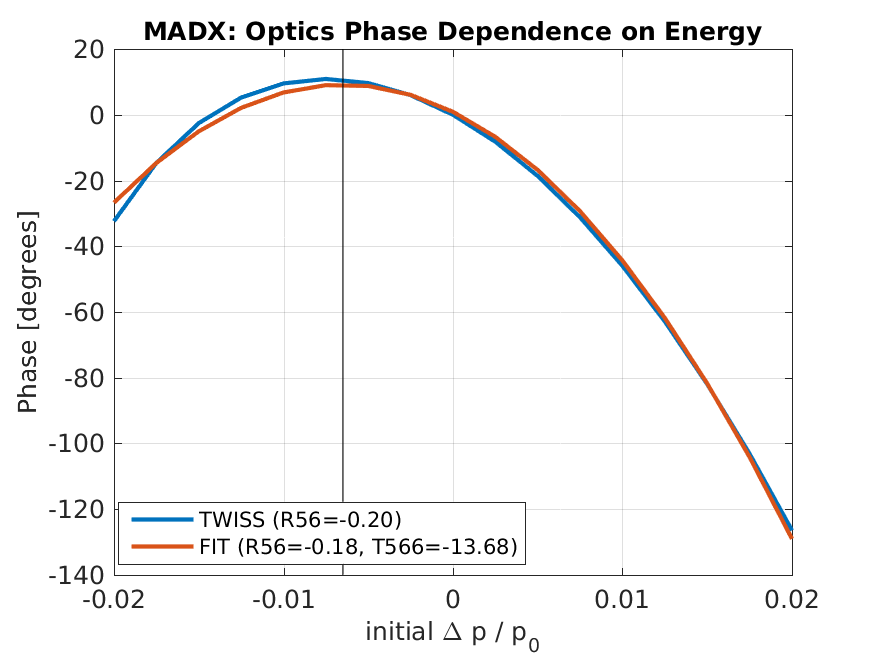 MADX: Optics Phase Dependence on Energy
20
0
-20
-40
-60
-80
-100
-120
-140
Phase [degrees]
TWISS (R56=-0.20)
FIT (R56=-0.18, T566=-13.68)
-0.02
-0.01
0
0.01
0.02
initial Δ p / p0